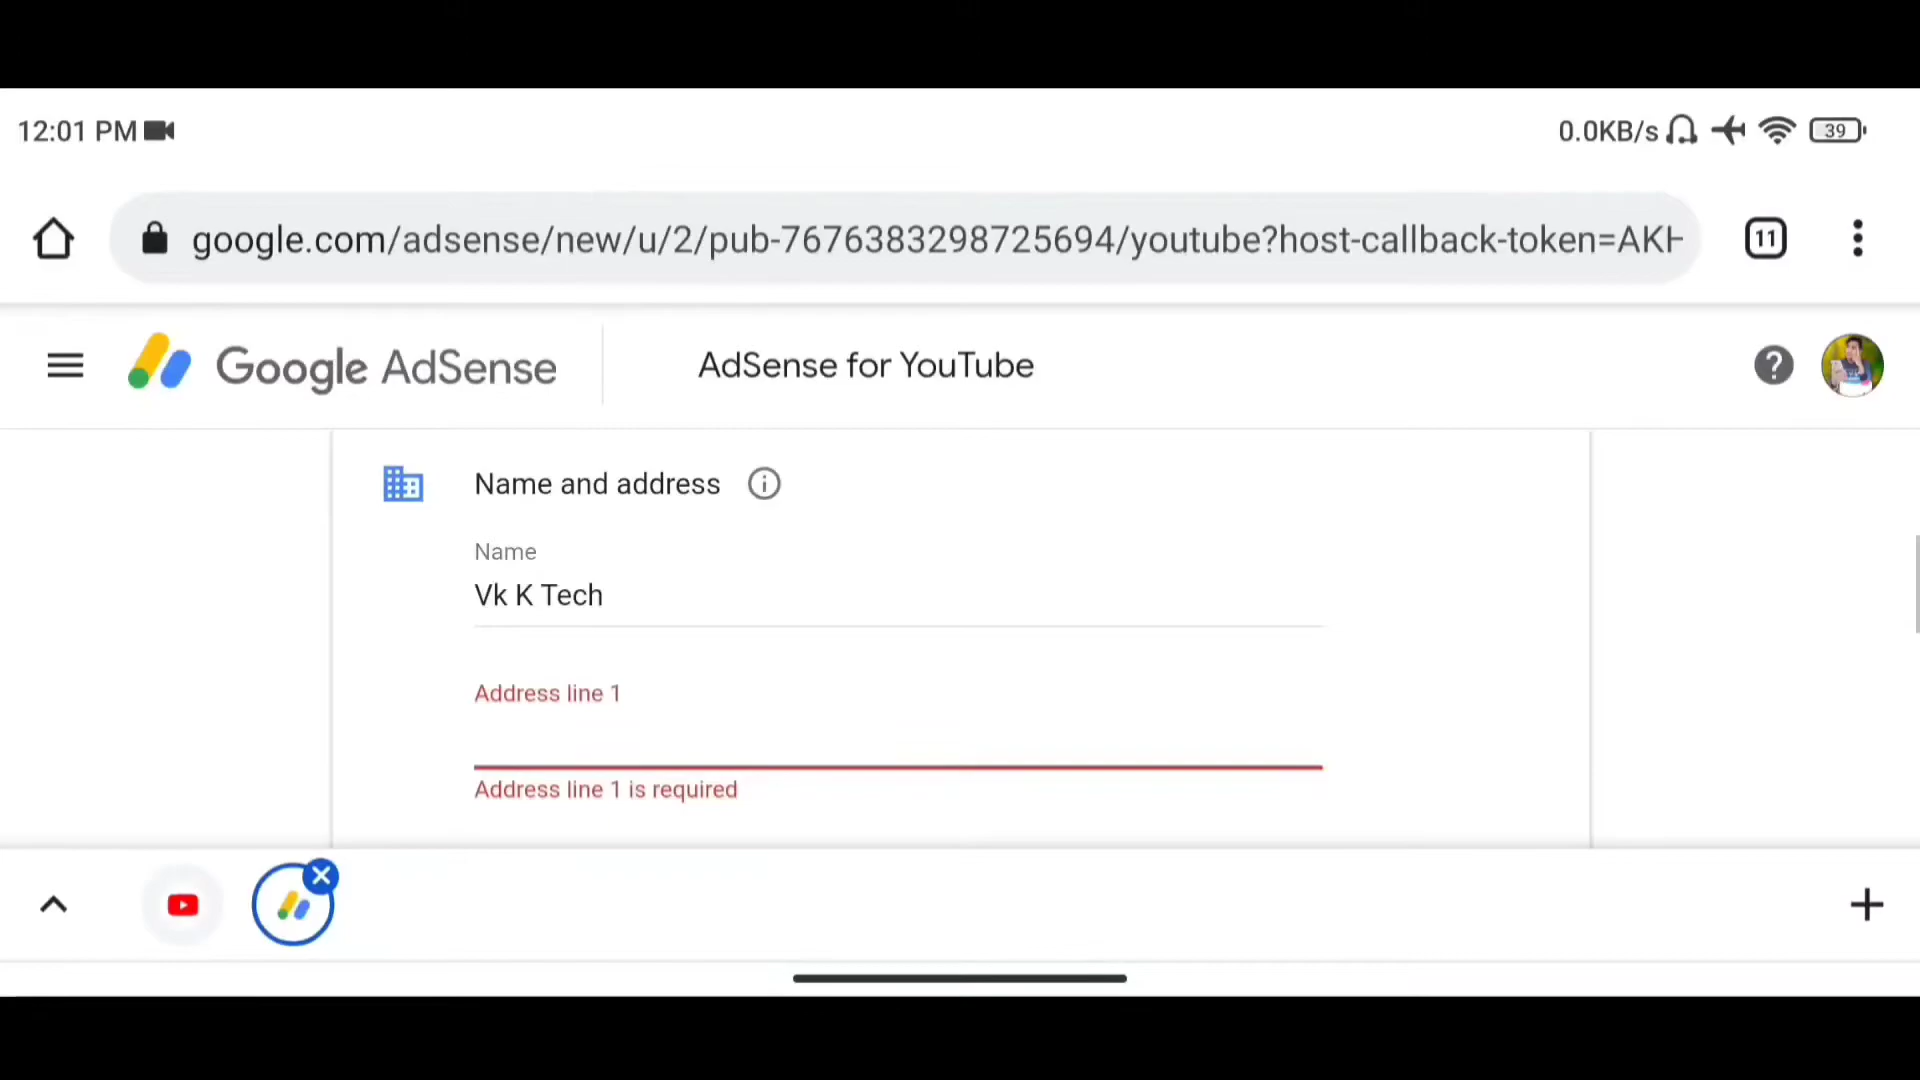 12:01 PM
0.0KB/s
39
google.com/adsense/new/u/2/pub-7676383298725694/youtube?host-callback-token=AKH
11
Google AdSense
AdSense for YouTube
Name and address
Name
Vk K Tech
Address line 1
Address line 1 is required